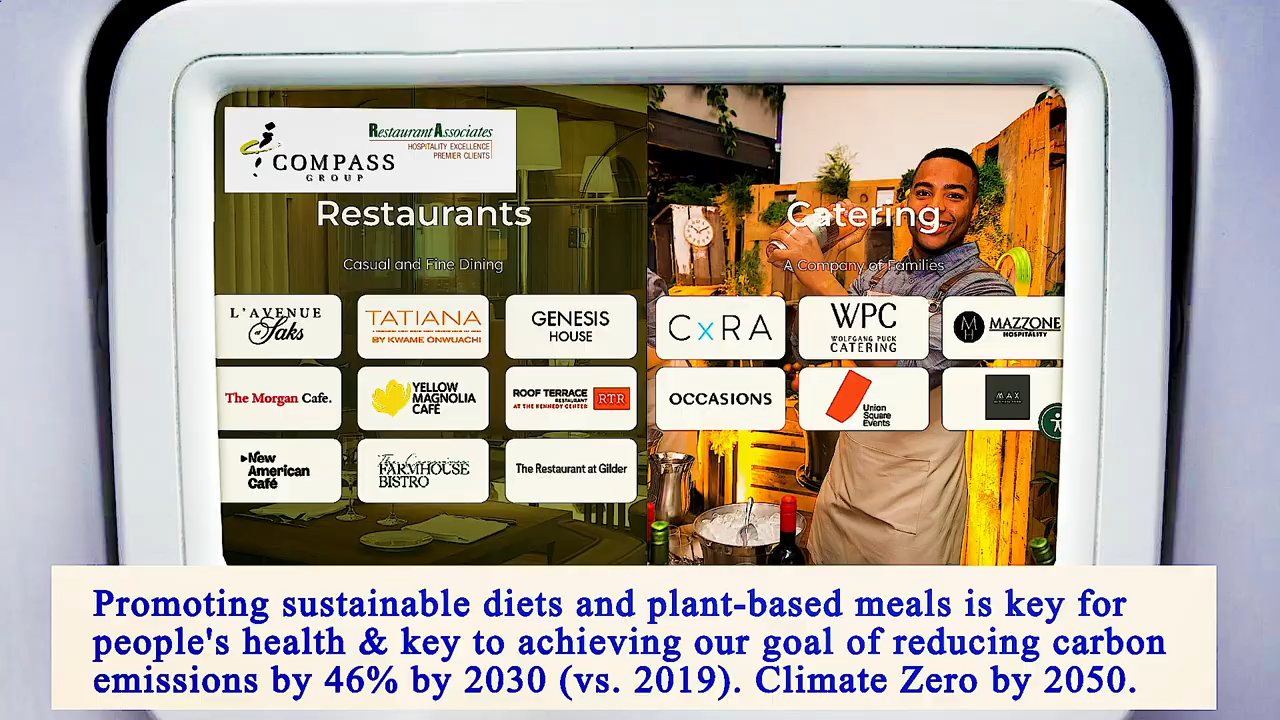 COMPASS
GROUP
Restaurant Associates
HOSPITALITY EXCELLENCE
PREMIER CLIENTS
Restaurants
Casual and Fine Dining
L'AVENUE
at Saks
TATIANA
BY KWAME ONWUACHI
GENESIS
HOUSE
The Morgan Cafe.
YELLOW
MAGNOLIA
CAFÉ
ROOF TERRACE
RESTAURANT
AT THE KENNEDY CENTER
RTR
New
American
Café
FARMHOUSE
BISTRO
The Restaurant at Gilder
Catering
A Company of Families
CxRA
WPC
WOLFGANG PUCK
CATERING
MH
MAZZONE
HOSPITALITY
OCCASIONS
Union
Square
Events
MAX
Promoting sustainable diets and plant-based meals is key for
people's health & key to achieving our goal of reducing carbon
emissions by 46% by 2030 (vs. 2019). Climate Zero by 2050.